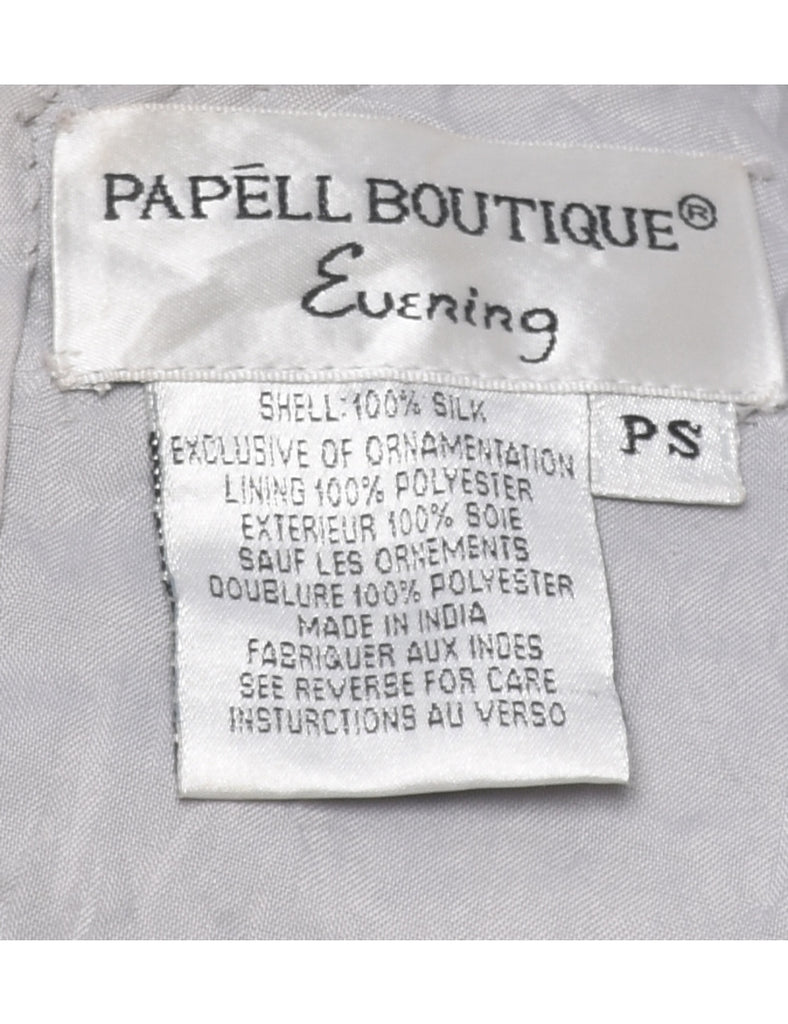 PAPÉLL BOUTIQUE®
Evening
PS
SHELL:100% SILK
EXCLUSIVE OF ORNAMENTATION
LINING 100% POLYESTER
EXTERIEUR 100% SOIE
SAUF LES ORNEMENTS
DOUBLURE 100% POLYESTER
MADE IN INDIA
FABRIQUER AUX INDES
SEE REVERSE FOR CARE
INSTURCTIONS AU VERSO